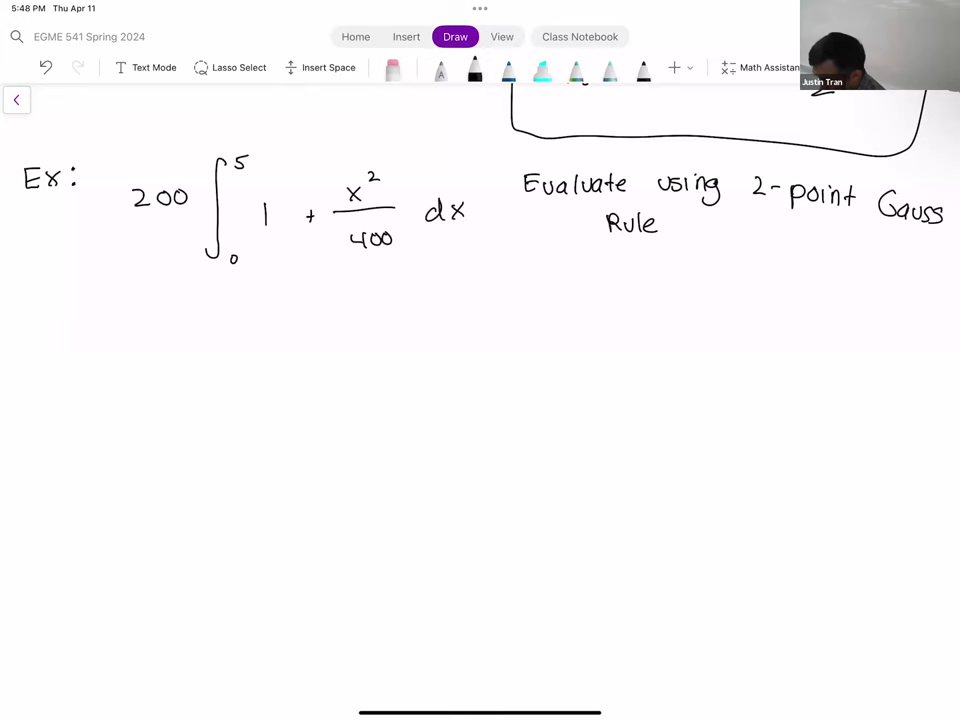 5:48 PM Thu Apr 11
EGME 541 Spring 2024
Home Insert Draw View Class Notebook
Text Mode Lasso Select Insert Space Math Assistan
Justin Tran
Ex: 200 ∫₀⁵ 1 + x²/400 dx
Evaluate using 2-point Gauss
Rule